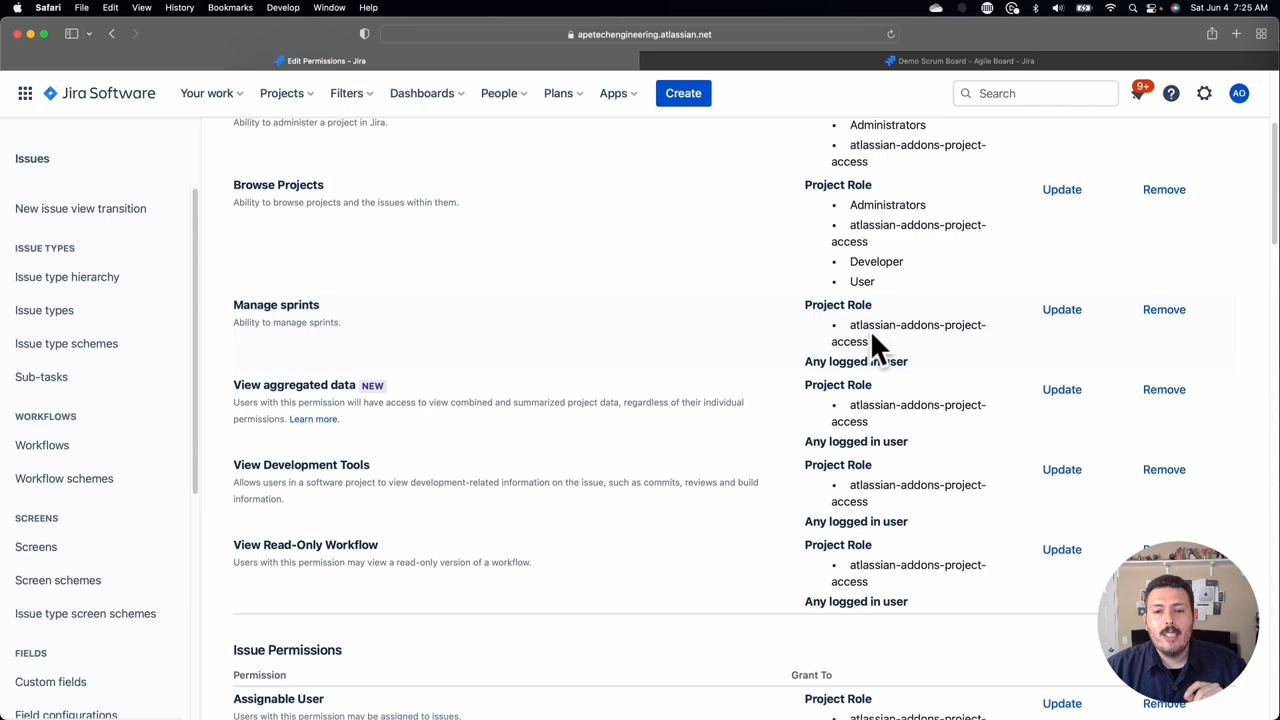 Safari File Edit View History Bookmarks Develop Window Help Sat Jun 4 7:25 AM
apetechengineering.atlassian.net
Edit Permissions - Jira Demo Scrum Board - Agile Board - Jira
Jira Software Your work Projects Filters Dashboards People Plans Apps Create Search 9+ AO
Issues
New issue view transition
ISSUE TYPES
Issue type hierarchy
Issue types
Issue type schemes
Sub-tasks
WORKFLOWS
Workflows
Workflow schemes
SCREENS
Screens
Screen schemes
Issue type screen schemes
FIELDS
Custom fields
Field configurations
Ability to administer a project in Jira.
• Administrators
• atlassian-addons-project-
access
Browse Projects Project Role Update Remove
Ability to browse projects and the issues within them.
• Administrators
• atlassian-addons-project-
access
• Developer
• User
Manage sprints Project Role Update Remove
Ability to manage sprints.
• atlassian-addons-project-
access
Any logged in user
View aggregated data NEW Project Role Update Remove
Users with this permission will have access to view combined and summarized project data, regardless of their individual
permissions. Learn more.
• atlassian-addons-project-
access
Any logged in user
View Development Tools Project Role Update Remove
Allows users in a software project to view development-related information on the issue, such as commits, reviews and build
information.
• atlassian-addons-project-
access
Any logged in user
View Read-Only Workflow Project Role Update
Users with this permission may view a read-only version of a workflow.
• atlassian-addons-project-
access
Any logged in user
Issue Permissions
Permission Grant To
Assignable User Project Role Update
Users with this permission may be assigned to issues.
• atlassian-addons-project-